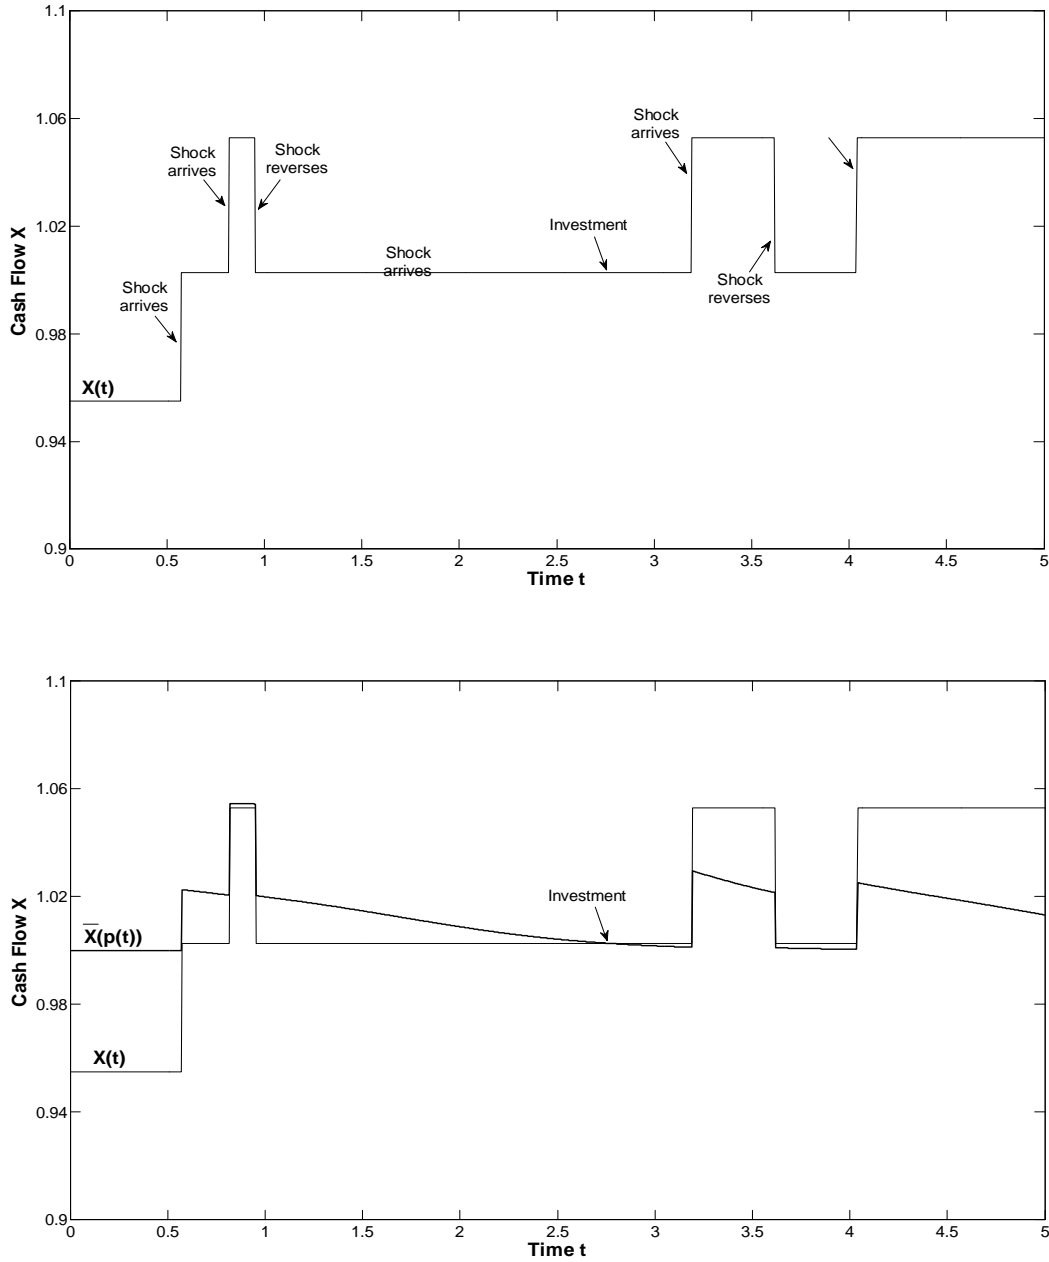 1.1
Shock
arrives
1.06
Shock
arrives
Shock
reverses
1.02
Investment
Shock
arrives
Shock
arrives
Shock
reverses
Cash Flow X
0.98
X(t)
0.94
0.9
0 0.5 1 1.5 2 2.5 3 3.5 4 4.5 5
Time t
1.1
1.06
1.02
Investment
X̅(p(t))
Cash Flow X
0.98
X(t)
0.94
0.9
0 0.5 1 1.5 2 2.5 3 3.5 4 4.5 5
Time t